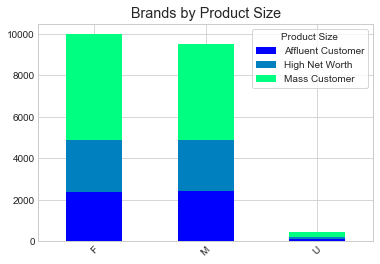 Brands by Product Size
Product Size
Affluent Customer
High Net Worth
Mass Customer
10000
8000
6000
4000
2000
0
F
M
U